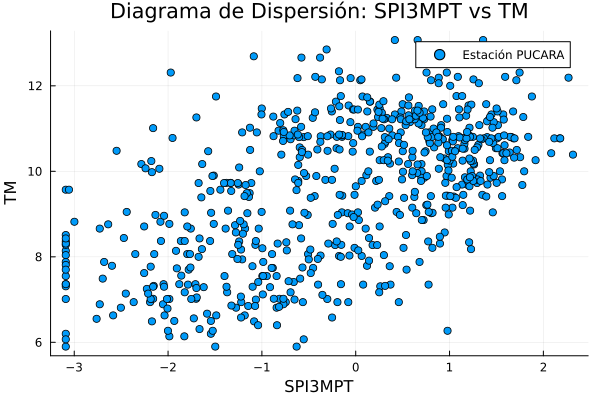 Diagrama de Dispersión: SPI3MPT vs TM
Estación PUCARA
TM
12
10
8
6
−3
−2
−1
0
1
2
SPI3MPT